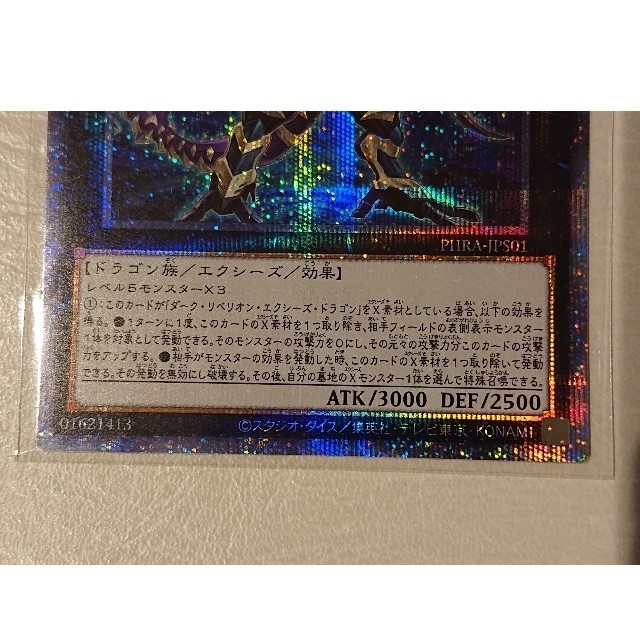 PHRA-JPS01
【ドラゴン族／エクシーズ／効果】
レベル5モンスター×3
①：このカードが「ダーク・リベリオン・エクシーズ・ドラゴン」をX素材としている場合、以下の効果を
得る。●1ターンに1度、このカードのX素材を1つ取り除き、相手フィールドの表側表示モンスター
1体を対象として発動できる。そのモンスターの攻撃力を0にし、その元々の攻撃力分このカードの攻撃
力をアップする。●相手がモンスターの効果を発動した時、このカードのX素材を1つ取り除いて発動
できる。その発動を無効にし破壊する。その後、自分の墓地のXモンスター1体を選んで特殊召喚できる。
ATK/3000 DEF/2500
01621413
©スタジオ・ダイス／集英社・テレビ東京・KONAMI